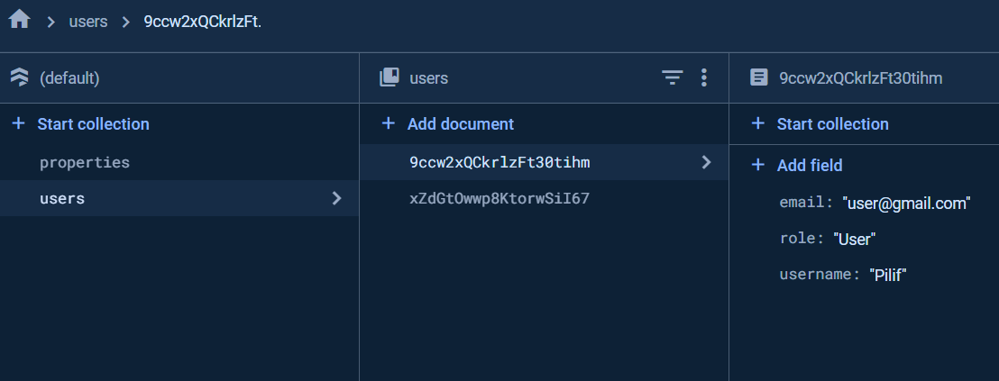 users 9ccw2xQCkrlzFt.
(default)
users
9ccw2xQCkrlzFt30tihm
+ Start collection
+ Add document
+ Start collection
properties
users
9ccw2xQCkrlzFt30tihm
xZdGtOwwp8KtorwSiI67
+ Add field
email: "user@gmail.com"
role: "User"
username: "Pilif"